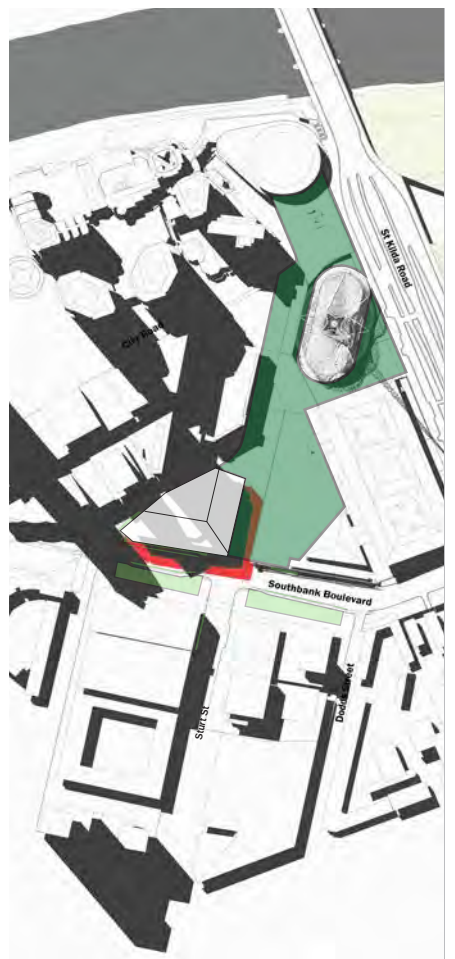 St Kilda Road
City Road
Southbank Boulevard
Dodds Street
Sturt St